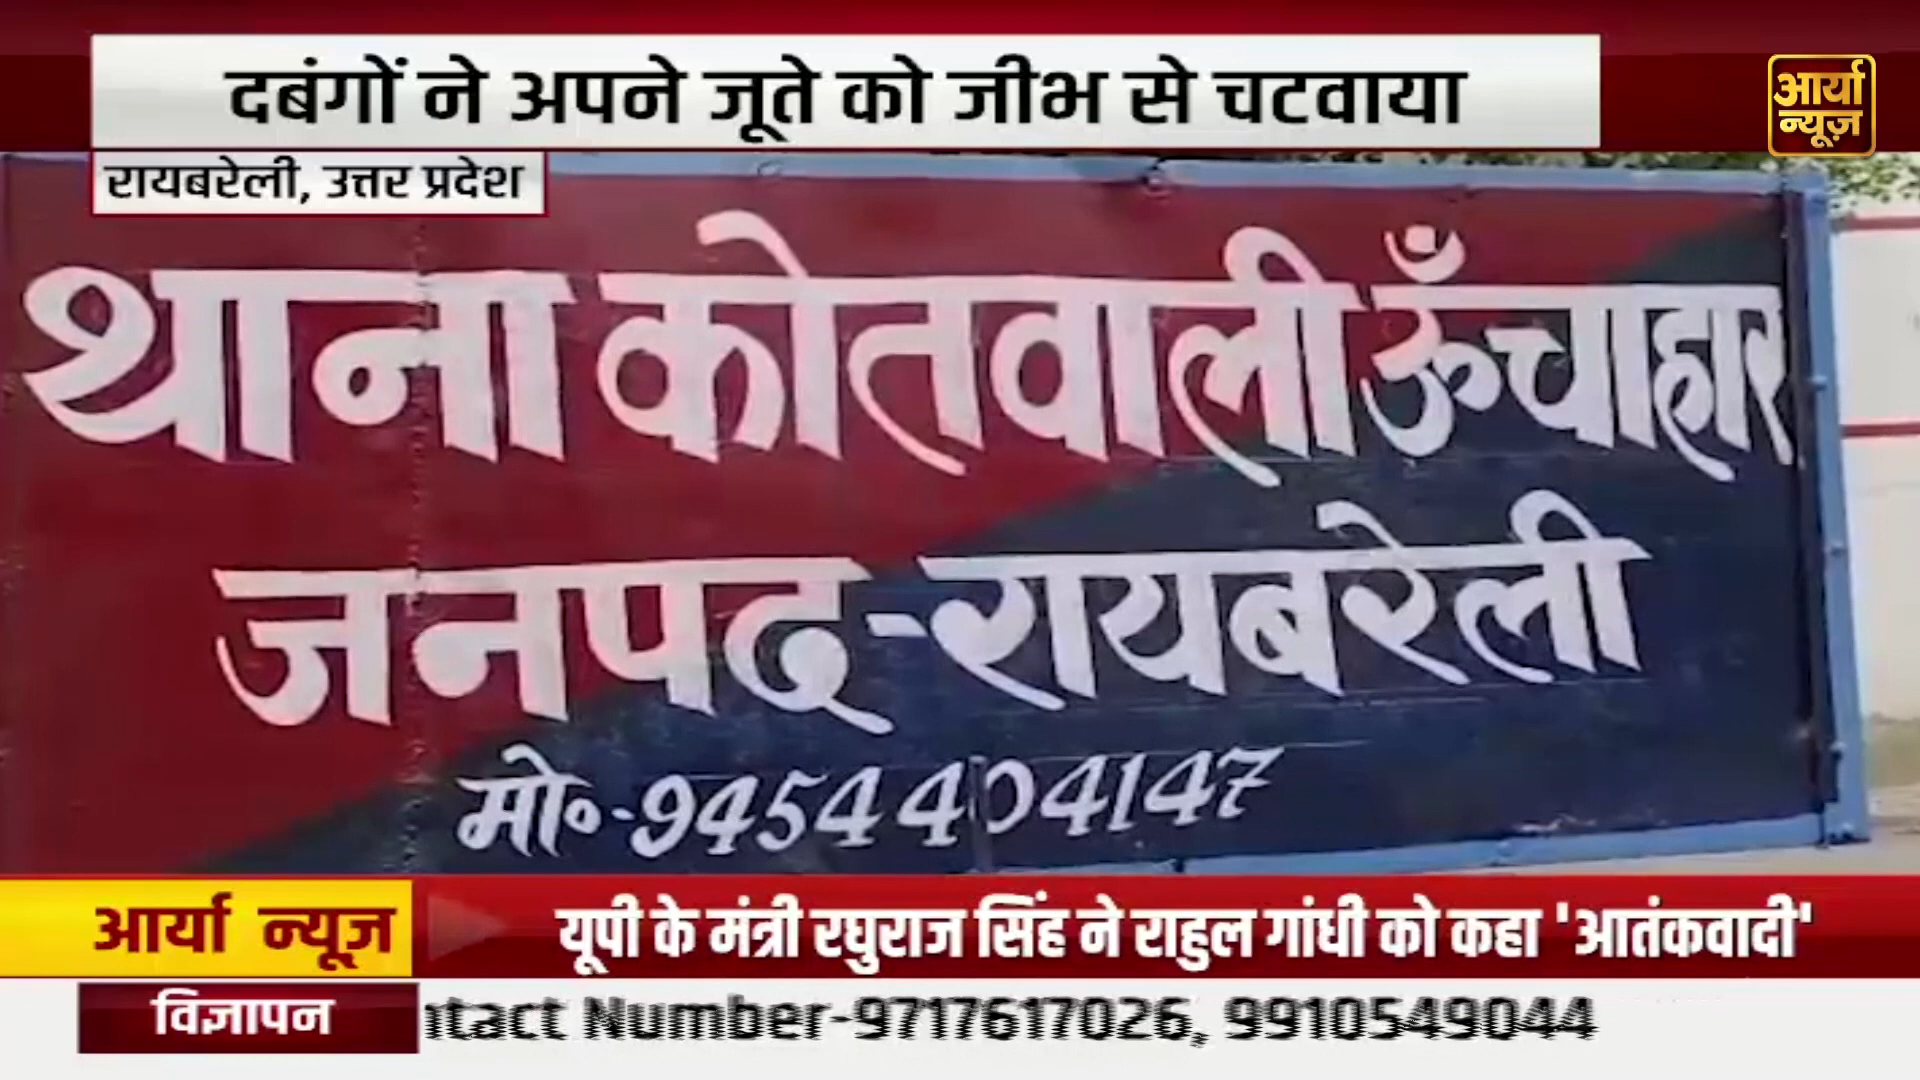 दबंगों ने अपने जूते को जीभ से चटवाया
आर्या
न्यूज़
रायबरेली, उत्तर प्रदेश
थाना कोतवाली ऊँचाहार
जनपद-रायबरेली
मो०-9454404147
आर्या न्यूज़
यूपी के मंत्री रघुराज सिंह ने राहुल गांधी को कहा 'आतंकवादी'
विज्ञापन
ntact Number-9717617026, 9910549044